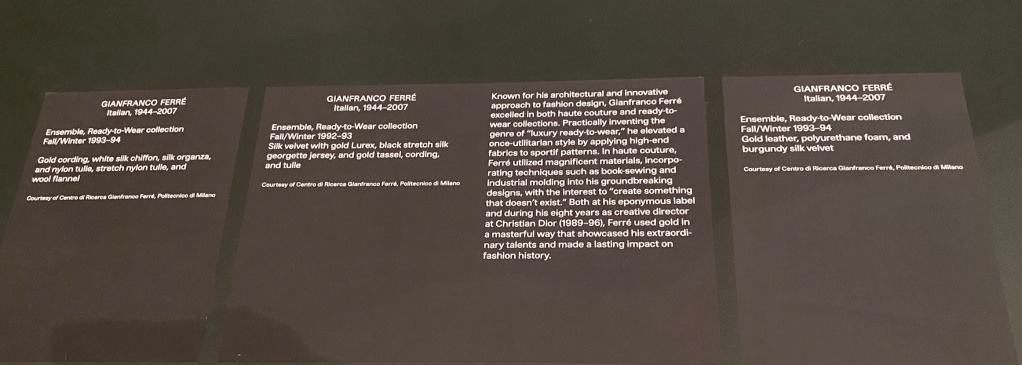 GIANFRANCO FERRÉ
Italian, 1944–2007
Ensemble, Ready-to-Wear collection
Fall/Winter 1993–94
Gold cording, white silk chiffon, silk organza,
and nylon tulle, stretch nylon tulle, and
wool flannel
Courtesy of Centro di Ricerca Gianfranco Ferré, Politecnico di Milano
GIANFRANCO FERRÉ
Italian, 1944–2007
Ensemble, Ready-to-Wear collection
Fall/Winter 1992–93
Silk velvet with gold Lurex, black stretch silk
georgette jersey, and gold tassel, cording,
and tulle
Courtesy of Centro di Ricerca Gianfranco Ferré, Politecnico di Milano
Known for his architectural and innovative
approach to fashion design, Gianfranco Ferré
excelled in both haute couture and ready-to-
wear collections. Practically inventing the
genre of “luxury ready-to-wear,” he elevated a
once-utilitarian style by applying high-end
fabrics to sportif patterns. In haute couture,
Ferré utilized magnificent materials, incorpo-
rating techniques such as book-sewing and
industrial molding into his groundbreaking
designs, with the interest to “create something
that doesn’t exist.” Both at his eponymous label
and during his eight years as creative director
at Christian Dior (1989–96), Ferré used gold in
a masterful way that showcased his extraordi-
nary talents and made a lasting impact on
fashion history.
GIANFRANCO FERRÉ
Italian, 1944–2007
Ensemble, Ready-to-Wear collection
Fall/Winter 1993–94
Gold leather, polyurethane foam, and
burgundy silk velvet
Courtesy of Centro di Ricerca Gianfranco Ferré, Politecnico di Milano